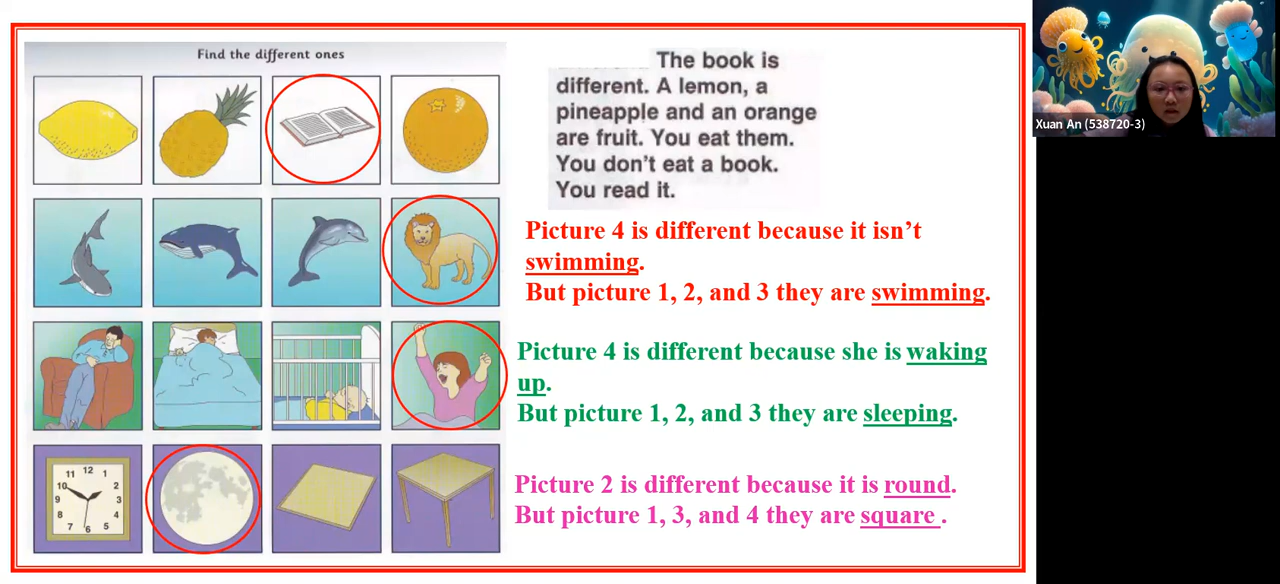 Find the different ones
The book is
different. A lemon, a
pineapple and an orange
are fruit. You eat them.
You don't eat a book.
You read it.
Picture 4 is different because it isn't
swimming.
But picture 1, 2, and 3 they are swimming.
Picture 4 is different because she is waking
up.
But picture 1, 2, and 3 they are sleeping.
11 12 1
10 2
9 3
8 4
7 6 5
Picture 2 is different because it is round.
But picture 1, 3, and 4 they are square .
Xuan An (538720-3)